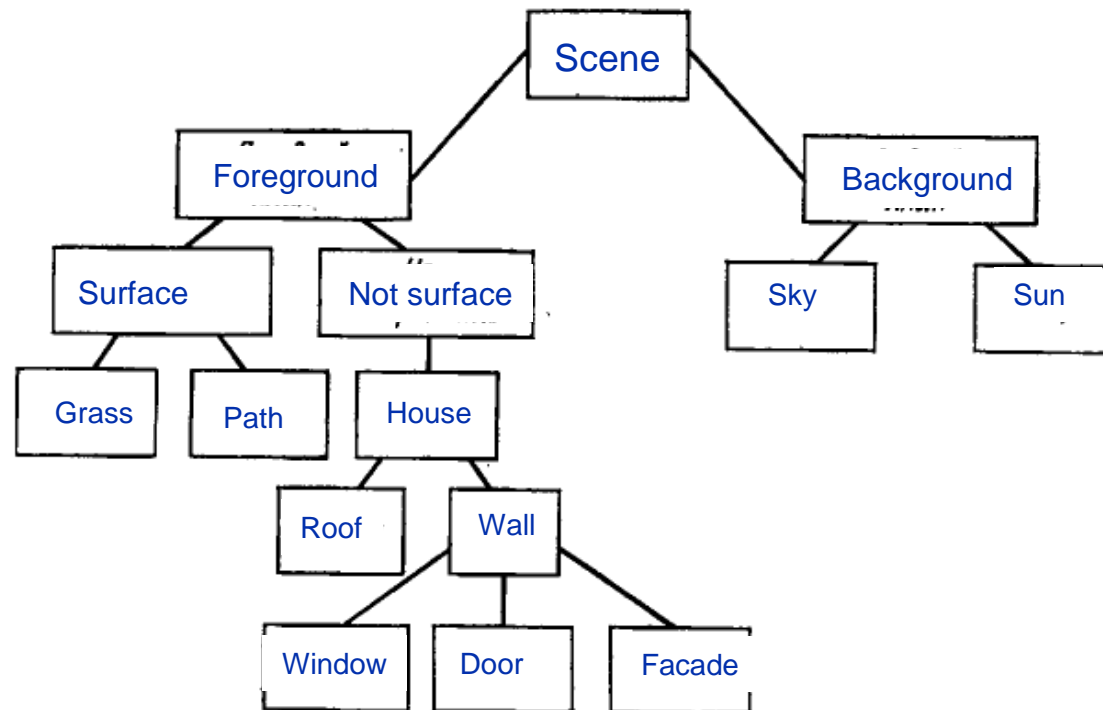 Scene
Foreground
Background
Surface
Not surface
Sky
Sun
Grass
Path
House
Roof
Wall
Window
Door
Facade